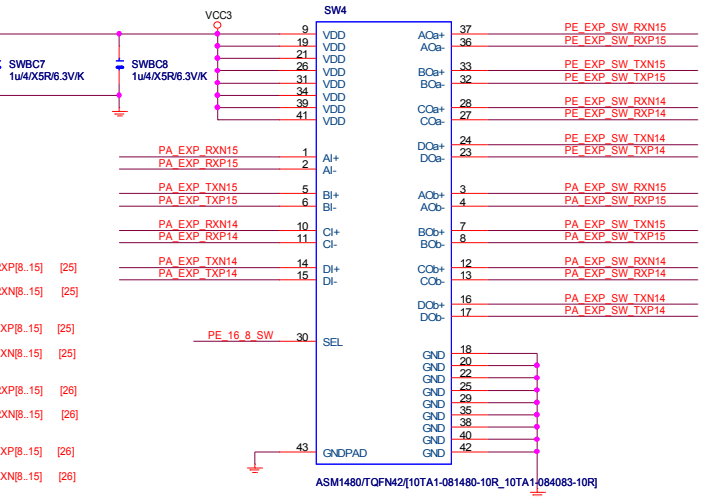 SW4
VCC3
SWBC7
1u/4/X5R/6.3V/K
SWBC8
1u/4/X5R/6.3V/K
9 VDD
19 VDD
21 VDD
26 VDD
31 VDD
34 VDD
39 VDD
41 VDD
PA_EXP_RXN15 1 AI+
PA_EXP_RXP15 2 AI-
PA_EXP_TXN15 5 BI+
PA_EXP_TXP15 6 BI-
PA_EXP_RXN14 10 CI+
PA_EXP_RXP14 11 CI-
PA_EXP_TXN14 14 DI+
PA_EXP_TXP14 15 DI-
PE_16_8_SW 30 SEL
43 GNDPAD
AOa+ 37 PE_EXP_SW_RXN15
AOa- 36 PE_EXP_SW_RXP15
BOa+ 33 PE_EXP_SW_TXN15
BOa- 32 PE_EXP_SW_TXP15
COa+ 28 PE_EXP_SW_RXN14
COa- 27 PE_EXP_SW_RXP14
DOa+ 24 PE_EXP_SW_TXN14
DOa- 23 PE_EXP_SW_TXP14
AOb+ 3 PA_EXP_SW_RXN15
AOb- 4 PA_EXP_SW_RXP15
BOb+ 7 PA_EXP_SW_TXN15
BOb- 8 PA_EXP_SW_TXP15
COb+ 12 PA_EXP_SW_RXN14
COb- 13 PA_EXP_SW_RXP14
DOb+ 16 PA_EXP_SW_TXN14
DOb- 17 PA_EXP_SW_TXP14
GND 18
GND 20
GND 22
GND 25
GND 29
GND 35
GND 38
GND 40
GND 42
XP[8..15] [25]
XN[8..15] [25]
XP[8..15] [25]
XN[8..15] [25]
XP[8..15] [26]
XN[8..15] [26]
XP[8..15] [26]
XN[8..15] [26]
ASM1480/TQFN42/[10TA1-081480-10R_10TA1-084083-10R]